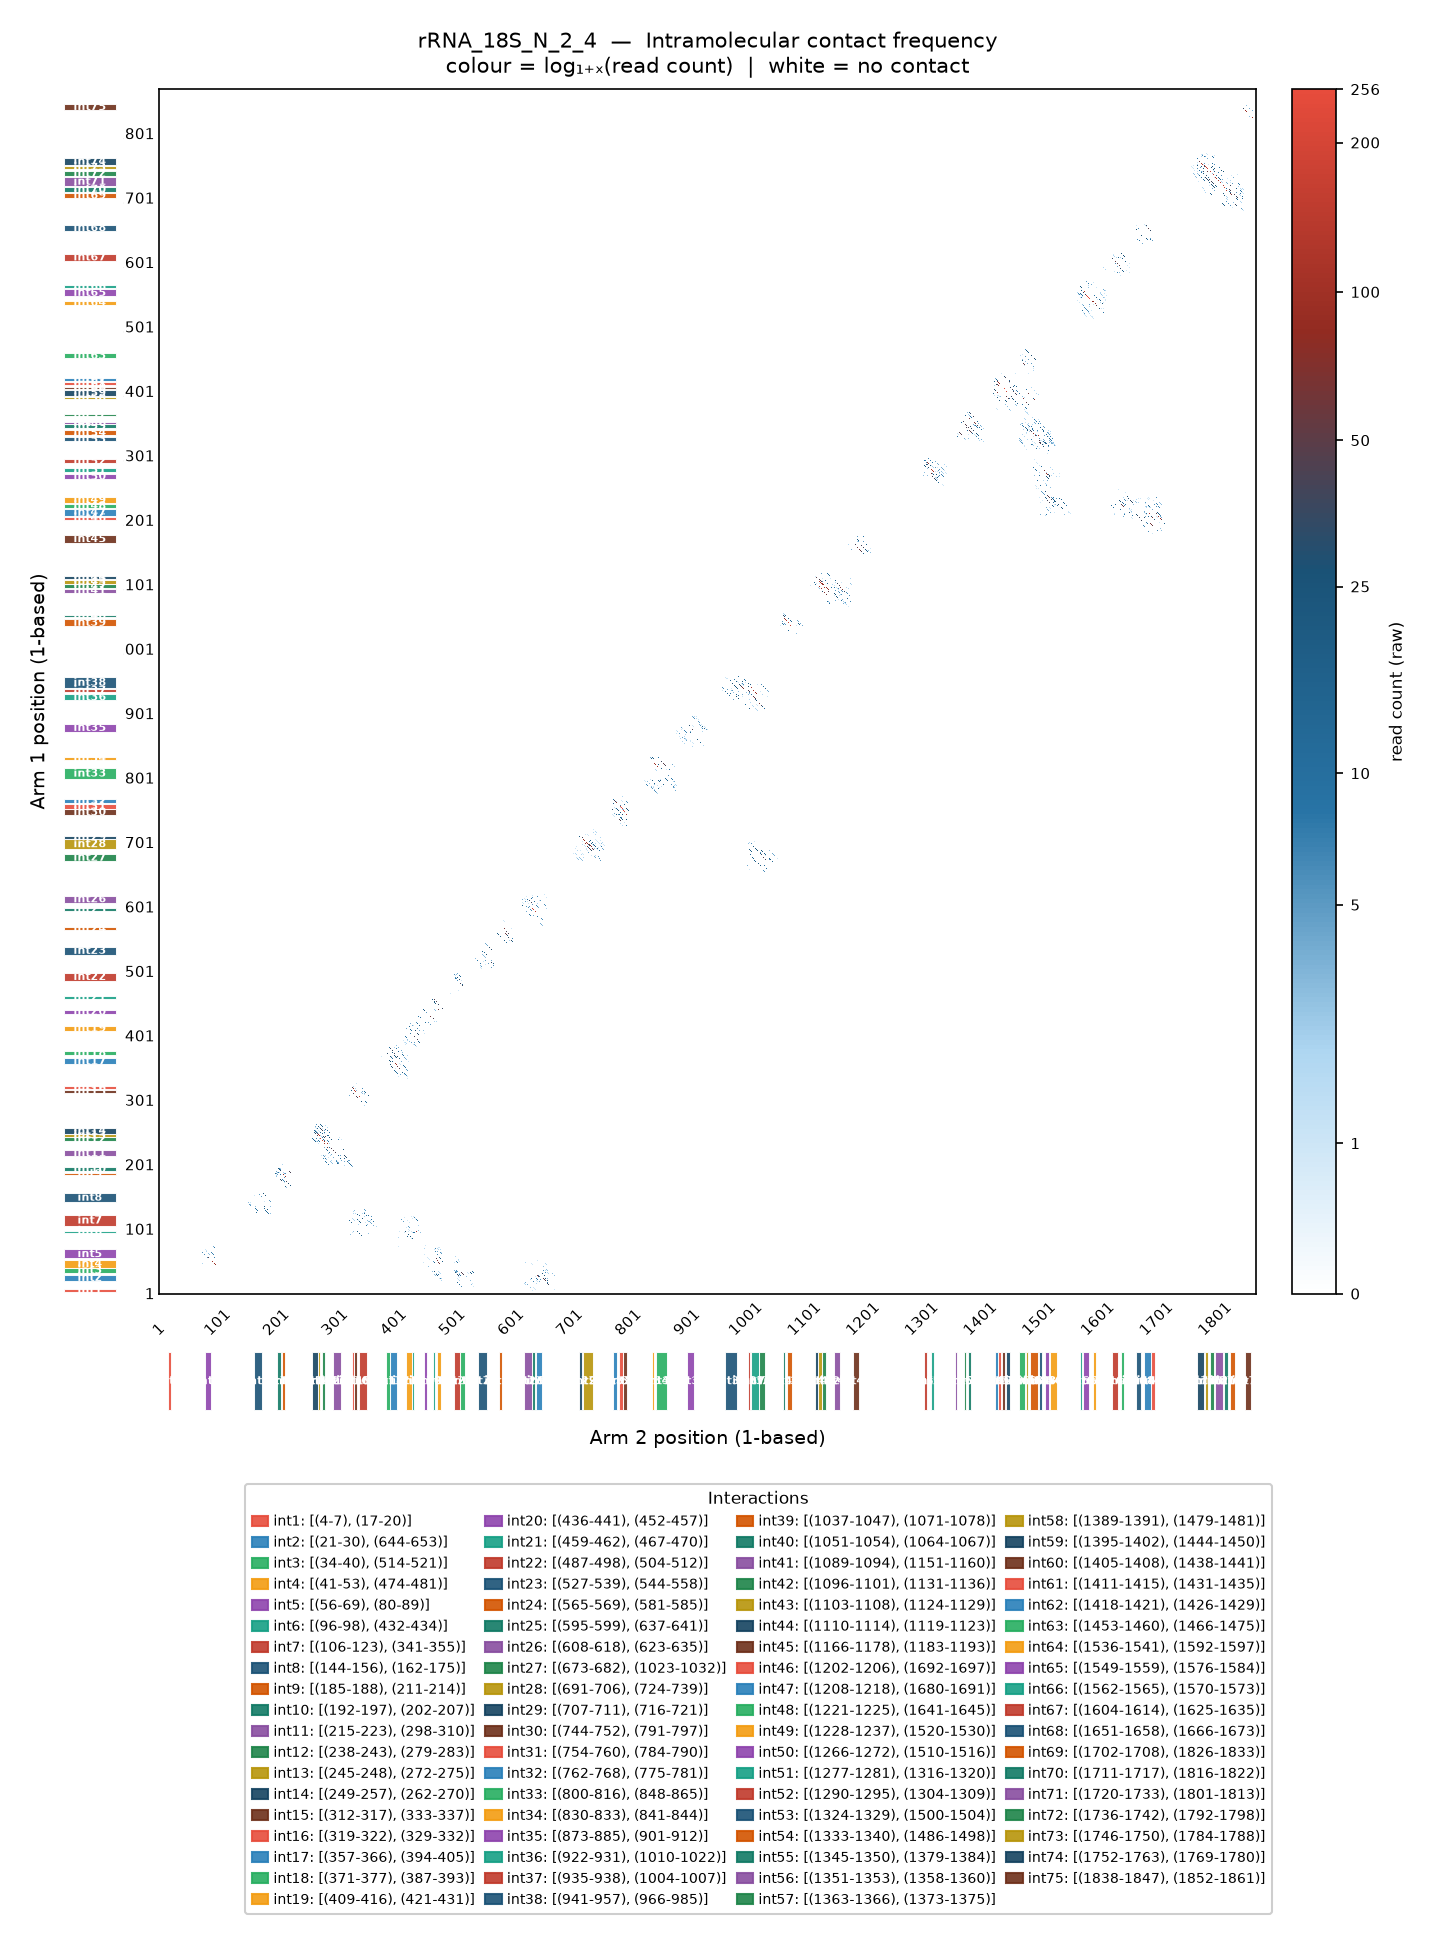 rRNA_18S_N_2_4 — Intramolecular contact frequency
colour = log₁₊ₓ(read count) | white = no contact
256
200
100
50
25
10
5
1
0
read count (raw)
Arm 1 position (1-based)
801
701
601
501
401
301
201
101
001
901
801
701
601
501
401
301
201
101
1
int68
int67
int65
int45
int39
int38
int35
int33
int28
int27
int26
int23
int22
int8
int7
int5
1
101
201
301
401
501
601
701
801
901
1001
1101
1201
1301
1401
1501
1601
1701
1801
Arm 2 position (1-based)
Interactions
int1: [(4-7), (17-20)]
int2: [(21-30), (644-653)]
int3: [(34-40), (514-521)]
int4: [(41-53), (474-481)]
int5: [(56-69), (80-89)]
int6: [(96-98), (432-434)]
int7: [(106-123), (341-355)]
int8: [(144-156), (162-175)]
int9: [(185-188), (211-214)]
int10: [(192-197), (202-207)]
int11: [(215-223), (298-310)]
int12: [(238-243), (279-283)]
int13: [(245-248), (272-275)]
int14: [(249-257), (262-270)]
int15: [(312-317), (333-337)]
int16: [(319-322), (329-332)]
int17: [(357-366), (394-405)]
int18: [(371-377), (387-393)]
int19: [(409-416), (421-431)]
int20: [(436-441), (452-457)]
int21: [(459-462), (467-470)]
int22: [(487-498), (504-512)]
int23: [(527-539), (544-558)]
int24: [(565-569), (581-585)]
int25: [(595-599), (637-641)]
int26: [(608-618), (623-635)]
int27: [(673-682), (1023-1032)]
int28: [(691-706), (724-739)]
int29: [(707-711), (716-721)]
int30: [(744-752), (791-797)]
int31: [(754-760), (784-790)]
int32: [(762-768), (775-781)]
int33: [(800-816), (848-865)]
int34: [(830-833), (841-844)]
int35: [(873-885), (901-912)]
int36: [(922-931), (1010-1022)]
int37: [(935-938), (1004-1007)]
int38: [(941-957), (966-985)]
int39: [(1037-1047), (1071-1078)]
int40: [(1051-1054), (1064-1067)]
int41: [(1089-1094), (1151-1160)]
int42: [(1096-1101), (1131-1136)]
int43: [(1103-1108), (1124-1129)]
int44: [(1110-1114), (1119-1123)]
int45: [(1166-1178), (1183-1193)]
int46: [(1202-1206), (1692-1697)]
int47: [(1208-1218), (1680-1691)]
int48: [(1221-1225), (1641-1645)]
int49: [(1228-1237), (1520-1530)]
int50: [(1266-1272), (1510-1516)]
int51: [(1277-1281), (1316-1320)]
int52: [(1290-1295), (1304-1309)]
int53: [(1324-1329), (1500-1504)]
int54: [(1333-1340), (1486-1498)]
int55: [(1345-1350), (1379-1384)]
int56: [(1351-1353), (1358-1360)]
int57: [(1363-1366), (1373-1375)]
int58: [(1389-1391), (1479-1481)]
int59: [(1395-1402), (1444-1450)]
int60: [(1405-1408), (1438-1441)]
int61: [(1411-1415), (1431-1435)]
int62: [(1418-1421), (1426-1429)]
int63: [(1453-1460), (1466-1475)]
int64: [(1536-1541), (1592-1597)]
int65: [(1549-1559), (1576-1584)]
int66: [(1562-1565), (1570-1573)]
int67: [(1604-1614), (1625-1635)]
int68: [(1651-1658), (1666-1673)]
int69: [(1702-1708), (1826-1833)]
int70: [(1711-1717), (1816-1822)]
int71: [(1720-1733), (1801-1813)]
int72: [(1736-1742), (1792-1798)]
int73: [(1746-1750), (1784-1788)]
int74: [(1752-1763), (1769-1780)]
int75: [(1838-1847), (1852-1861)]